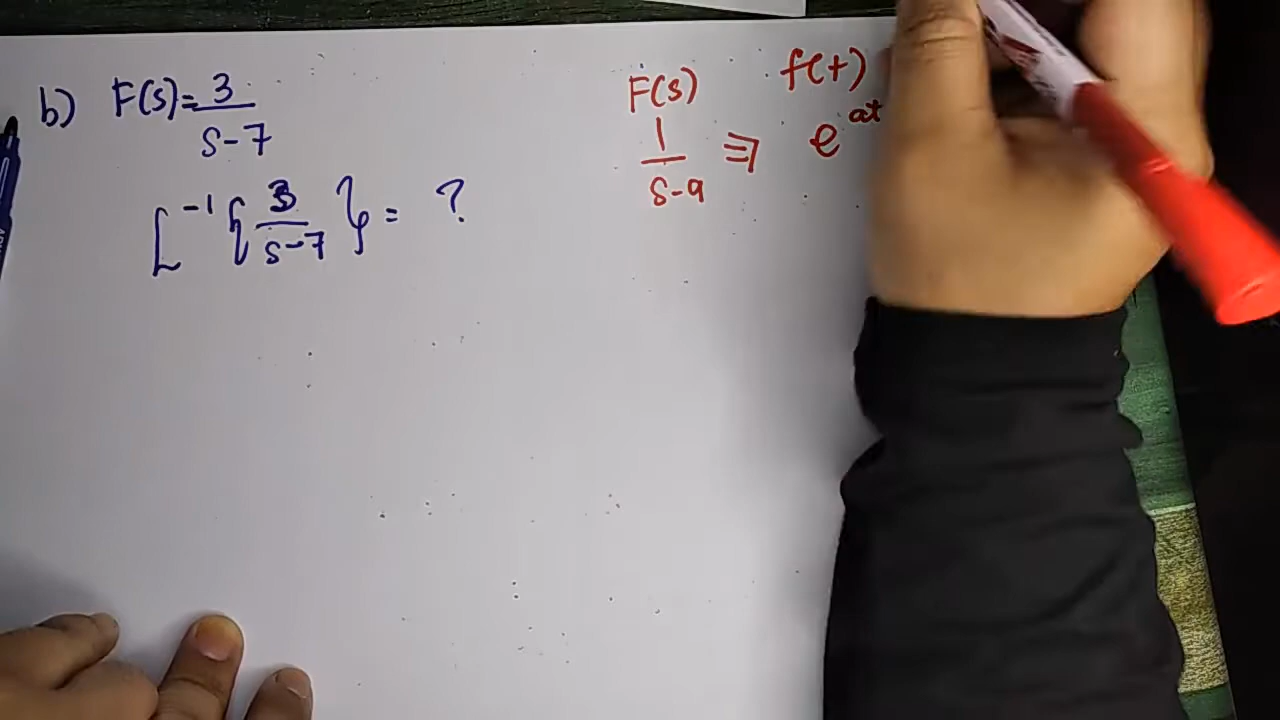 b) F(s)= 3/(s-7)
L⁻¹{3/(s-7)} = ?
F(s) f(t)
1/(s-a) ⇒ e^at